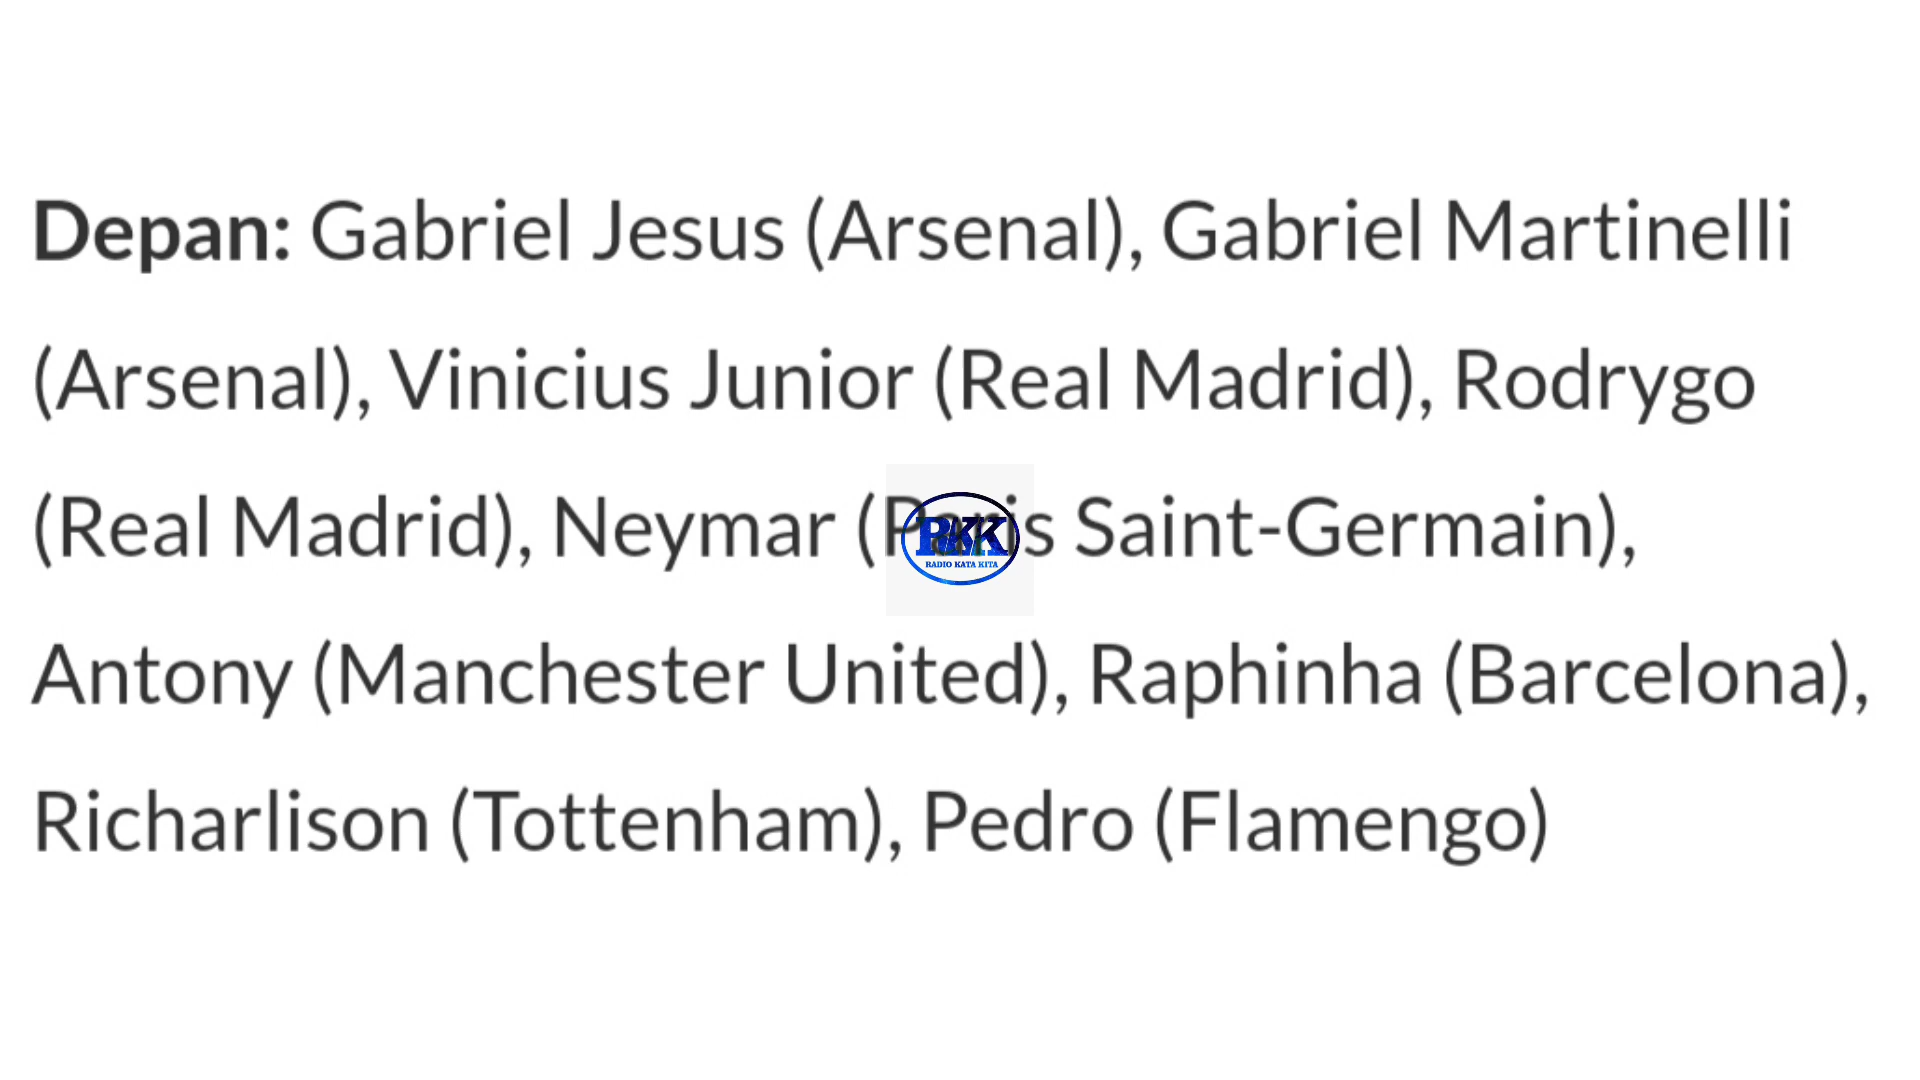 Depan: Gabriel Jesus (Arsenal), Gabriel Martinelli
(Arsenal), Vinicius Junior (Real Madrid), Rodrygo
(Real Madrid), Neymar (Paris Saint-Germain),
RKK
RADIO KATA KITA
Antony (Manchester United), Raphinha (Barcelona),
Richarlison (Tottenham), Pedro (Flamengo)